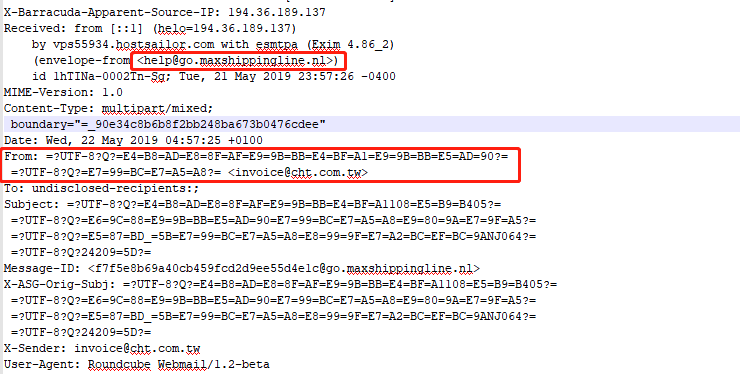 X-Barracuda-Apparent-Source-IP: 194.36.189.137
Received: from [::1] (helo=194.36.189.137)
by vps55934.hostsailor.com with esmtpa (Exim 4.86_2)
(envelope-from <help@go.maxshippingline.nl>)
id 1hTINa-0002Tn-Sg; Tue, 21 May 2019 23:57:26 -0400
MIME-Version: 1.0
Content-Type: multipart/mixed;
boundary="=_90e34c8b6b8f2bb248ba673b0476cdee"
Date: Wed, 22 May 2019 04:57:25 +0100
From: =?UTF-8?Q?=E4=B8=AD=E8=8F=AF=E9=9B=BB=E4=BF=A1=E9=9B=BB=E5=AD=90?=
=?UTF-8?Q?=E7=99=BC=E7=A5=A8?= <invoice@cht.com.tw>
To: undisclosed-recipients:;
Subject: =?UTF-8?Q?=E4=B8=AD=E8=8F=AF=E9=9B=BB=E4=BF=A1108=E5=B9=B405?=
=?UTF-8?Q?=E6=9C=88=E9=9B=BB=E5=AD=90=E7=99=BC=E7=A5=A8=E9=80=9A=E7=9F=A5?=
=?UTF-8?Q?=E5=87=BD_=5B=E7=99=BC=E7=A5=A8=E8=99=9F=E7=A2=BC=EF=BC=9ANJ064?=
=?UTF-8?Q?24209=5D?=
Message-ID: <f7f5e8b69a40cb459fcd2d9ee55d4e1c@go.maxshippingline.nl>
X-ASG-Orig-Subj: =?UTF-8?Q?=E4=B8=AD=E8=8F=AF=E9=9B=BB=E4=BF=A1108=E5=B9=B405?=
=?UTF-8?Q?=E6=9C=88=E9=9B=BB=E5=AD=90=E7=99=BC=E7=A5=A8=E9=80=9A=E7=9F=A5?=
=?UTF-8?Q?=E5=87=BD_=5B=E7=99=BC=E7=A5=A8=E8=99=9F=E7=A2=BC=EF=BC=9ANJ064?=
=?UTF-8?Q?24209=5D?=
X-Sender: invoice@cht.com.tw
User-Agent: Roundcube Webmail/1.2-beta